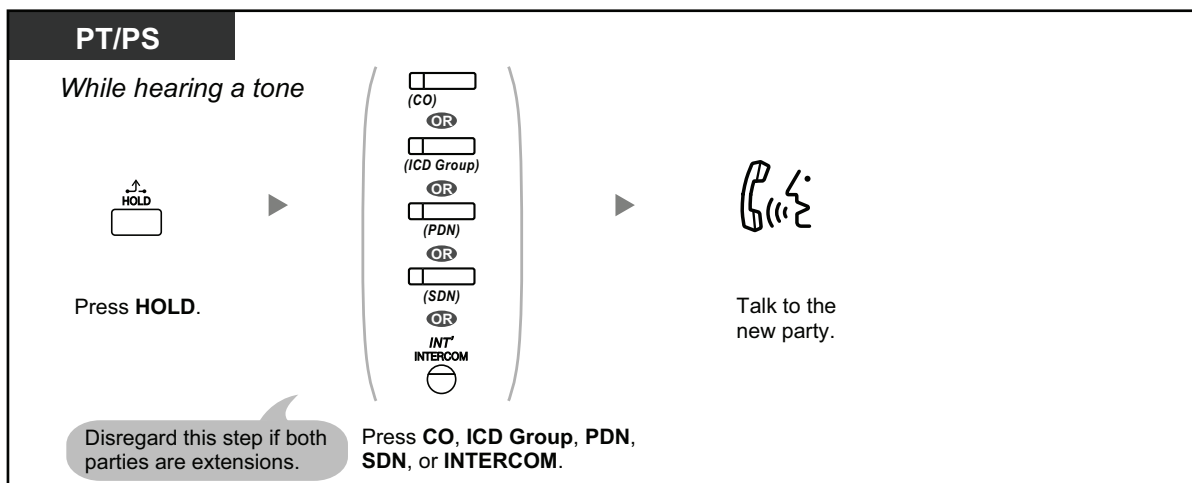 PT/PS
While hearing a tone
HOLD
Press HOLD.
(CO)
OR
(ICD Group)
OR
(PDN)
OR
(SDN)
OR
INT'
INTERCOM
Disregard this step if both
parties are extensions.
Press CO, ICD Group, PDN,
SDN, or INTERCOM.
Talk to the
new party.